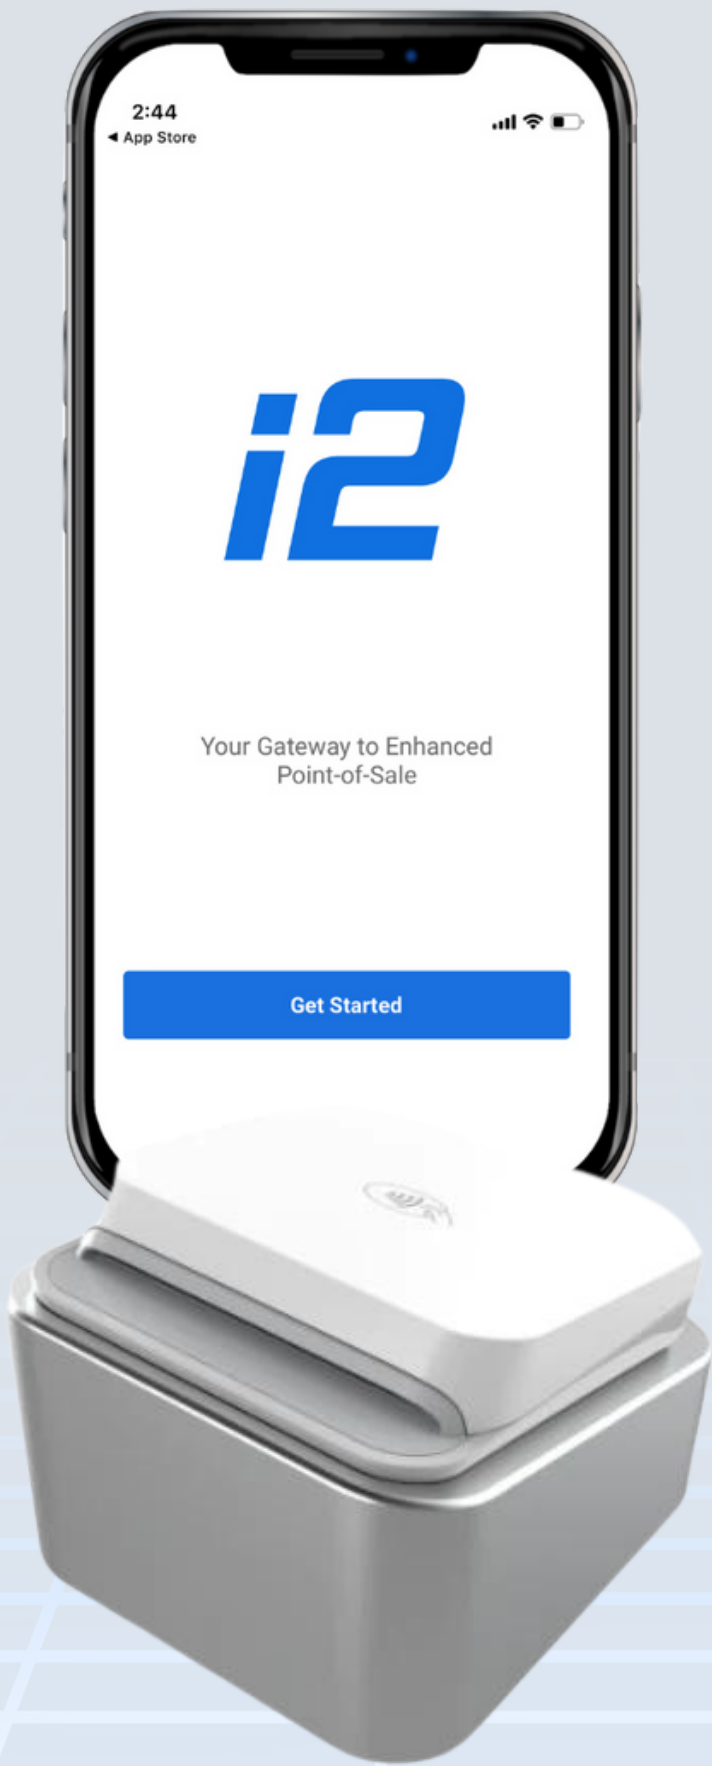 2:44
◀ App Store
i2
Your Gateway to Enhanced
Point-of-Sale
Get Started